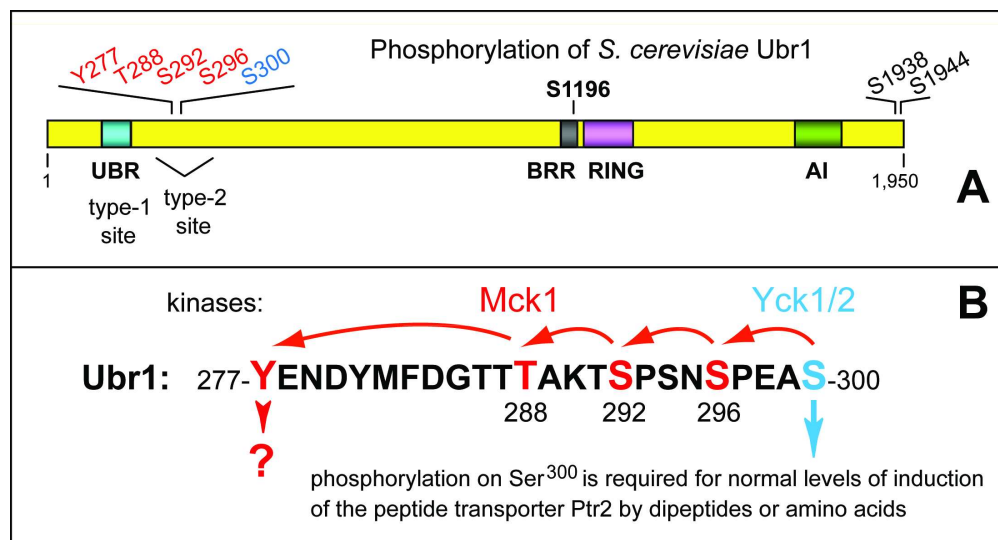 Phosphorylation of S. cerevisiae Ubr1
Y277 T288 S292 S296 S300
S1196
S1938 S1944
1 UBR BRR RING AI 1,950
type-1 site
type-2 site
A
B
kinases: Mck1 Yck1/2
Ubr1: 277-YENDYMFDGTTTAKTSPSNSPEAS-300
288 292 296
?
phosphorylation on Ser300 is required for normal levels of induction
of the peptide transporter Ptr2 by dipeptides or amino acids